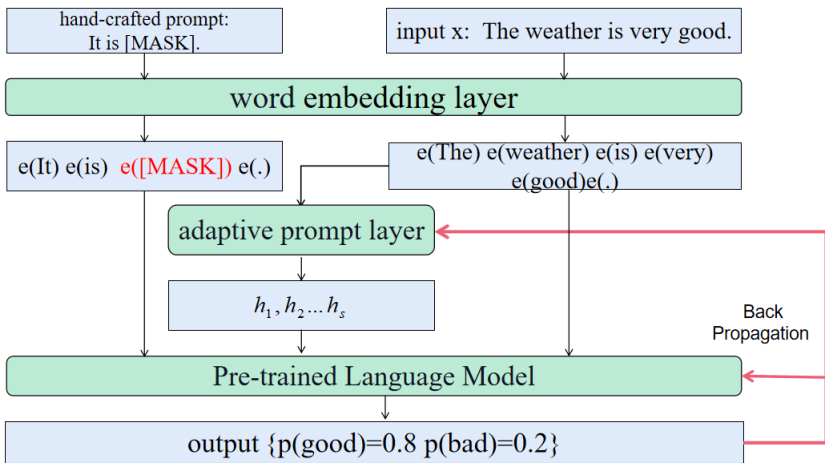 hand-crafted prompt:
It is [MASK].
input x: The weather is very good.
word embedding layer
e(It) e(is) e([MASK]) e(.)
e(The) e(weather) e(is) e(very)
e(good)e(.)
adaptive prompt layer
h₁, h₂...hₛ
Back
Propagation
Pre-trained Language Model
output {p(good)=0.8 p(bad)=0.2}